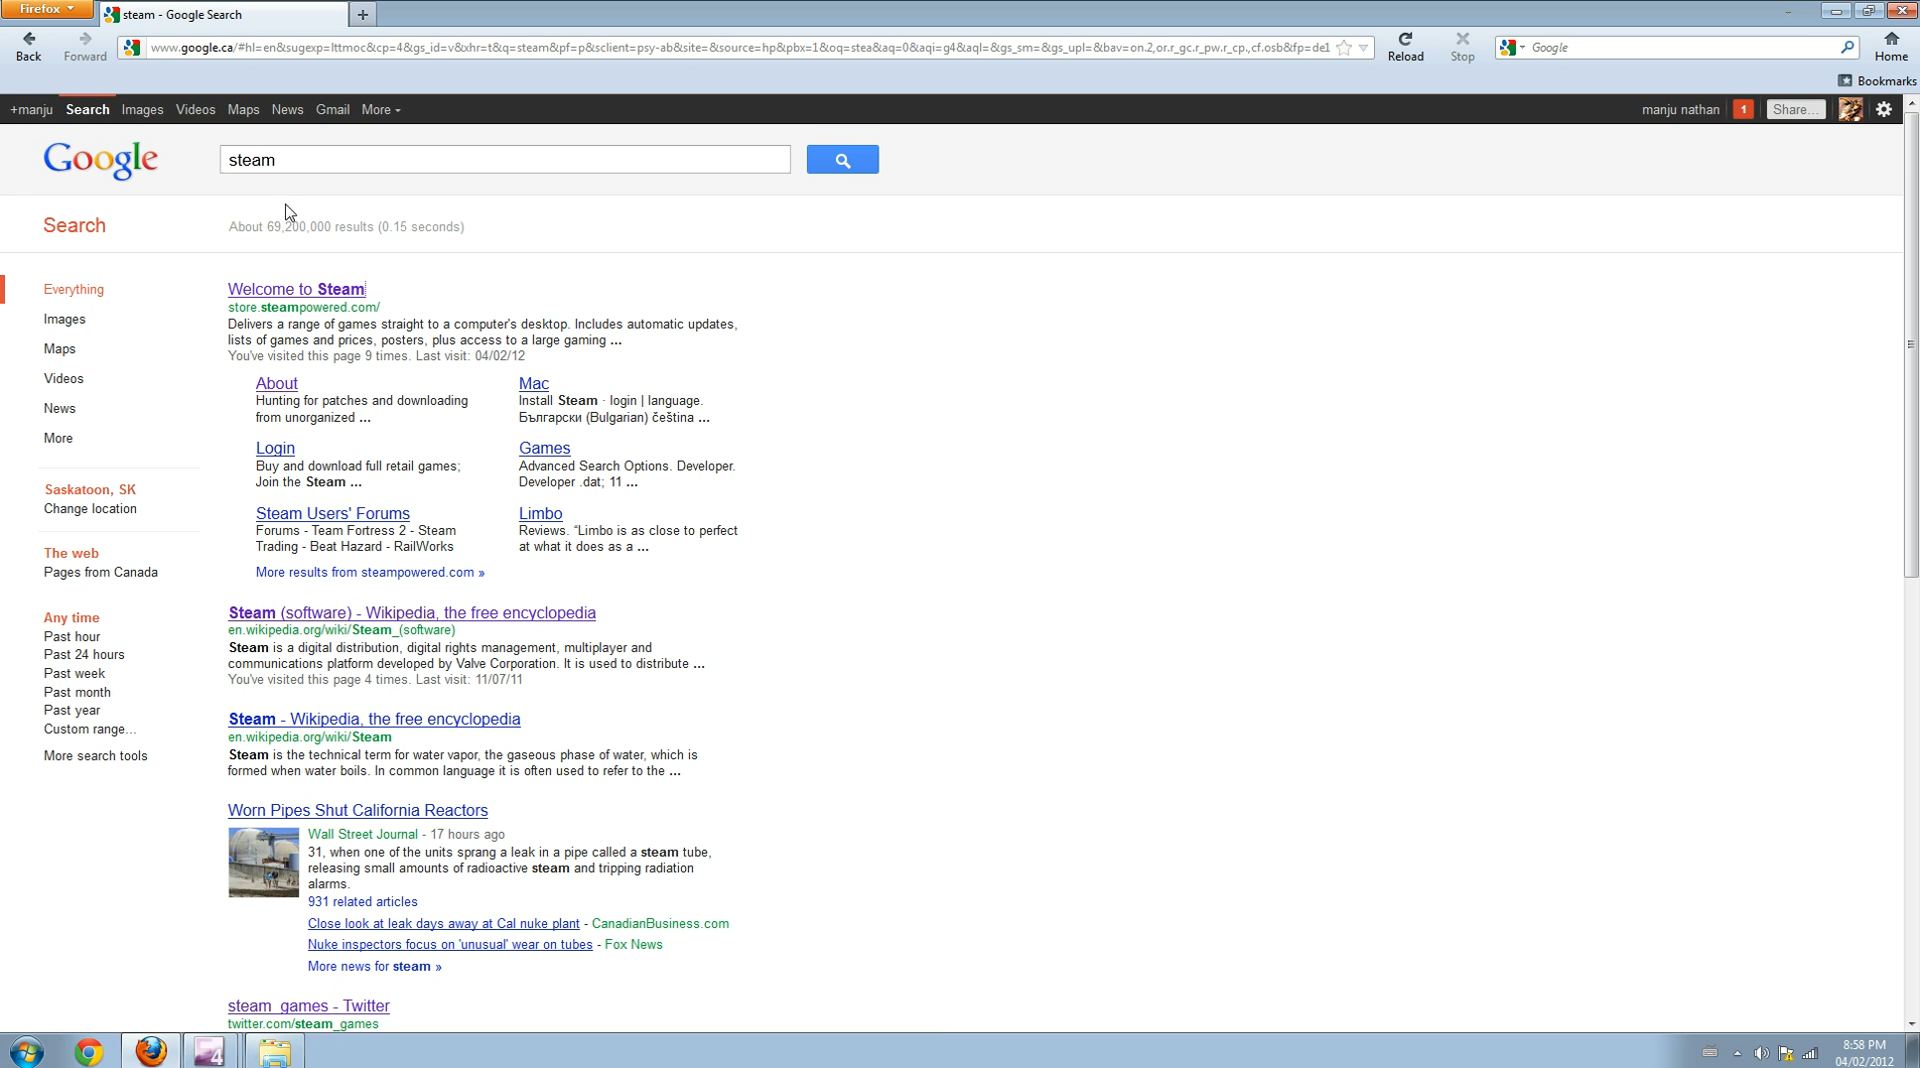 Firefox
steam - Google Search
Back
Forward
www.google.ca/#hl=en&sugexp=lttmoc&cp=4&gs_id=v&xhr=t&q=steam&pf=p&sclient=psy-ab&site=&source=hp&pbx=1&oq=stea&aq=0&aqi=g4&aql=&gs_sm=&gs_upl=&bav=on.2,or.r_gc.r_pw.r_cp.,cf.osb&fp=de1
Reload
Stop
Google
Home
Bookmarks
+manju Search Images Videos Maps News Gmail More
manju nathan 1 Share...
Google
steam
Search
About 69,200,000 results (0.15 seconds)
Everything
Images
Maps
Videos
News
More
Saskatoon, SK
Change location
The web
Pages from Canada
Any time
Past hour
Past 24 hours
Past week
Past month
Past year
Custom range...
More search tools
Welcome to Steam
store.steampowered.com/
Delivers a range of games straight to a computer's desktop. Includes automatic updates,
lists of games and prices, posters, plus access to a large gaming ...
You've visited this page 9 times. Last visit: 04/02/12
About
Hunting for patches and downloading
from unorganized ...
Mac
Install Steam · login | language.
Български (Bulgarian) čeština ...
Login
Buy and download full retail games;
Join the Steam ...
Games
Advanced Search Options. Developer.
Developer .dat; 11 ...
Steam Users' Forums
Forums - Team Fortress 2 - Steam
Trading - Beat Hazard - RailWorks
Limbo
Reviews. “Limbo is as close to perfect
at what it does as a ...
More results from steampowered.com »
Steam (software) - Wikipedia, the free encyclopedia
en.wikipedia.org/wiki/Steam_(software)
Steam is a digital distribution, digital rights management, multiplayer and
communications platform developed by Valve Corporation. It is used to distribute ...
You've visited this page 4 times. Last visit: 11/07/11
Steam - Wikipedia, the free encyclopedia
en.wikipedia.org/wiki/Steam
Steam is the technical term for water vapor, the gaseous phase of water, which is
formed when water boils. In common language it is often used to refer to the ...
Worn Pipes Shut California Reactors
Wall Street Journal - 17 hours ago
31, when one of the units sprang a leak in a pipe called a steam tube,
releasing small amounts of radioactive steam and tripping radiation
alarms.
931 related articles
Close look at leak days away at Cal nuke plant - CanadianBusiness.com
Nuke inspectors focus on 'unusual' wear on tubes - Fox News
More news for steam »
steam_games - Twitter
twitter.com/steam_games
4
8:58 PM
04/02/2012